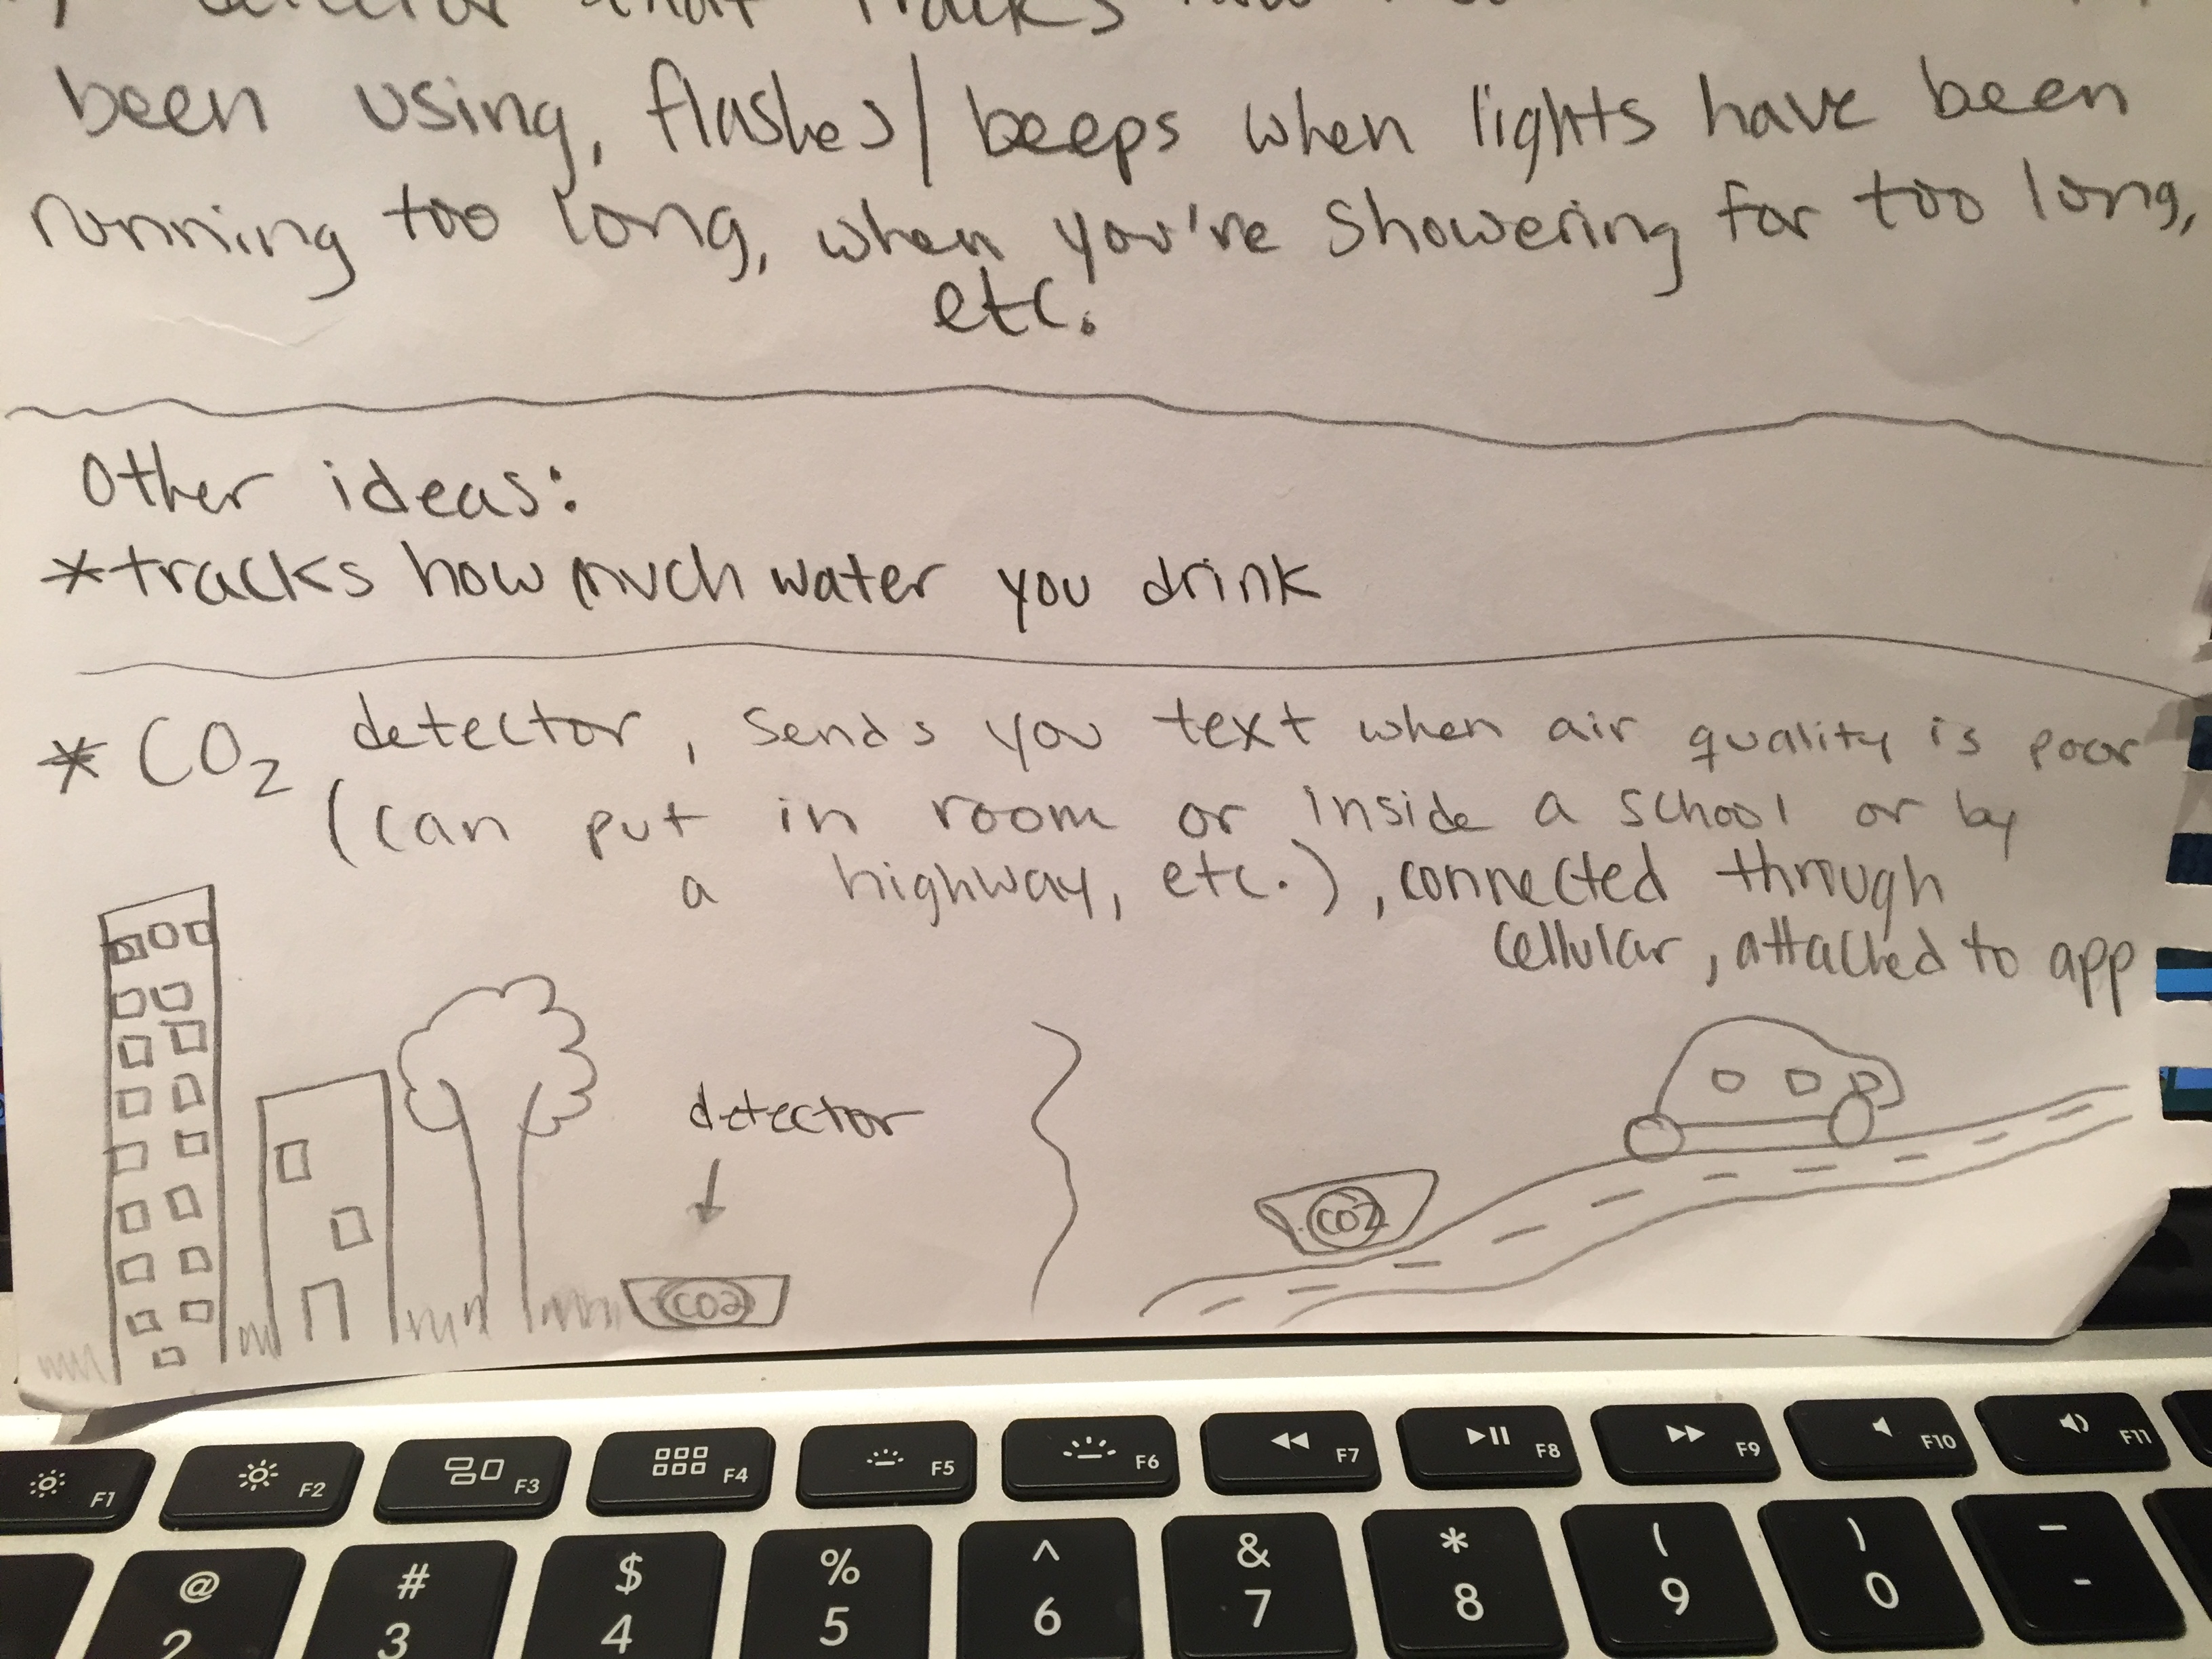 detector that tracks how
been using, flashes/beeps when lights have been
running too long, when you're showering for too long,
etc.
Other ideas:
*tracks how much water you drink
* CO2 detector, sends you text when air quality is poor
(can put in room or inside a school or by
a highway, etc.), connected through
cellular, attached to app
detector
CO2
CO2
F1 F2 F3 F4 F5 F6 F7 F8 F9 F10 F11
@ # $ % ^ & * ( ) –
2 3 4 5 6 7 8 9 0 -